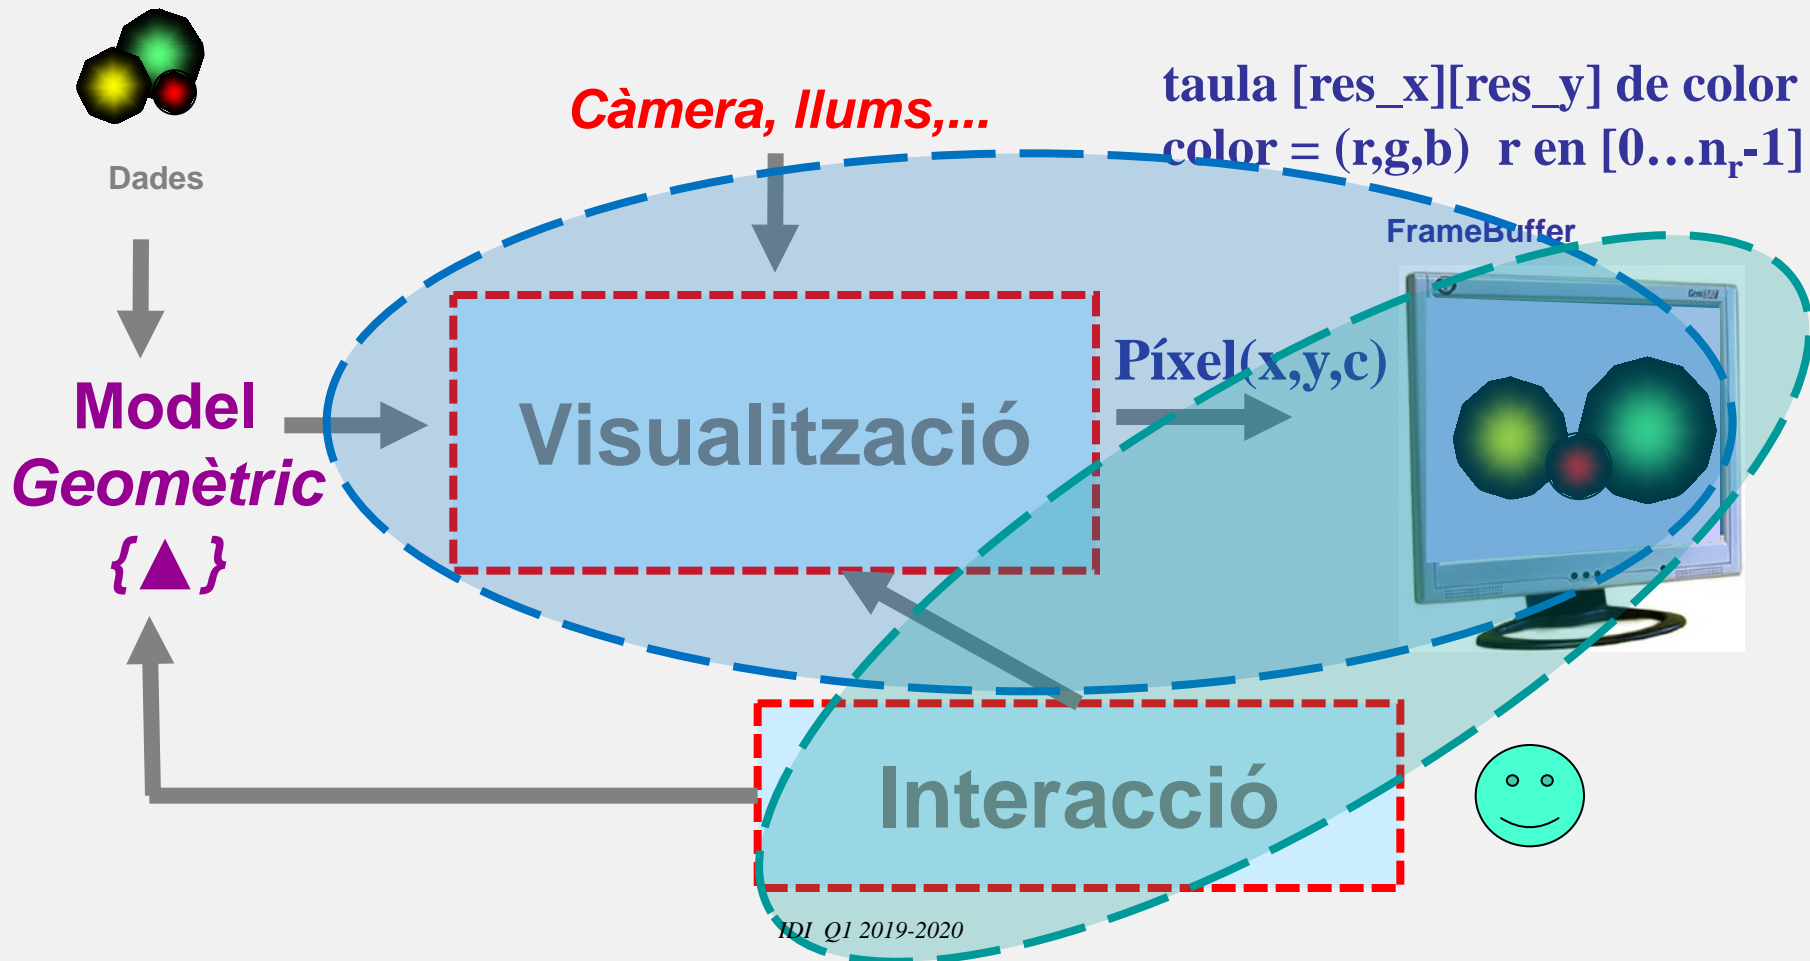 Càmera, llums,...
taula [res_x][res_y] de color
color = (r,g,b)  r en [0…nr-1]
Dades
FrameBuffer
Model
Geomètric
{▲}
Visualització
Píxel(x,y,c)
Interacció
IDI  Q1 2019-2020